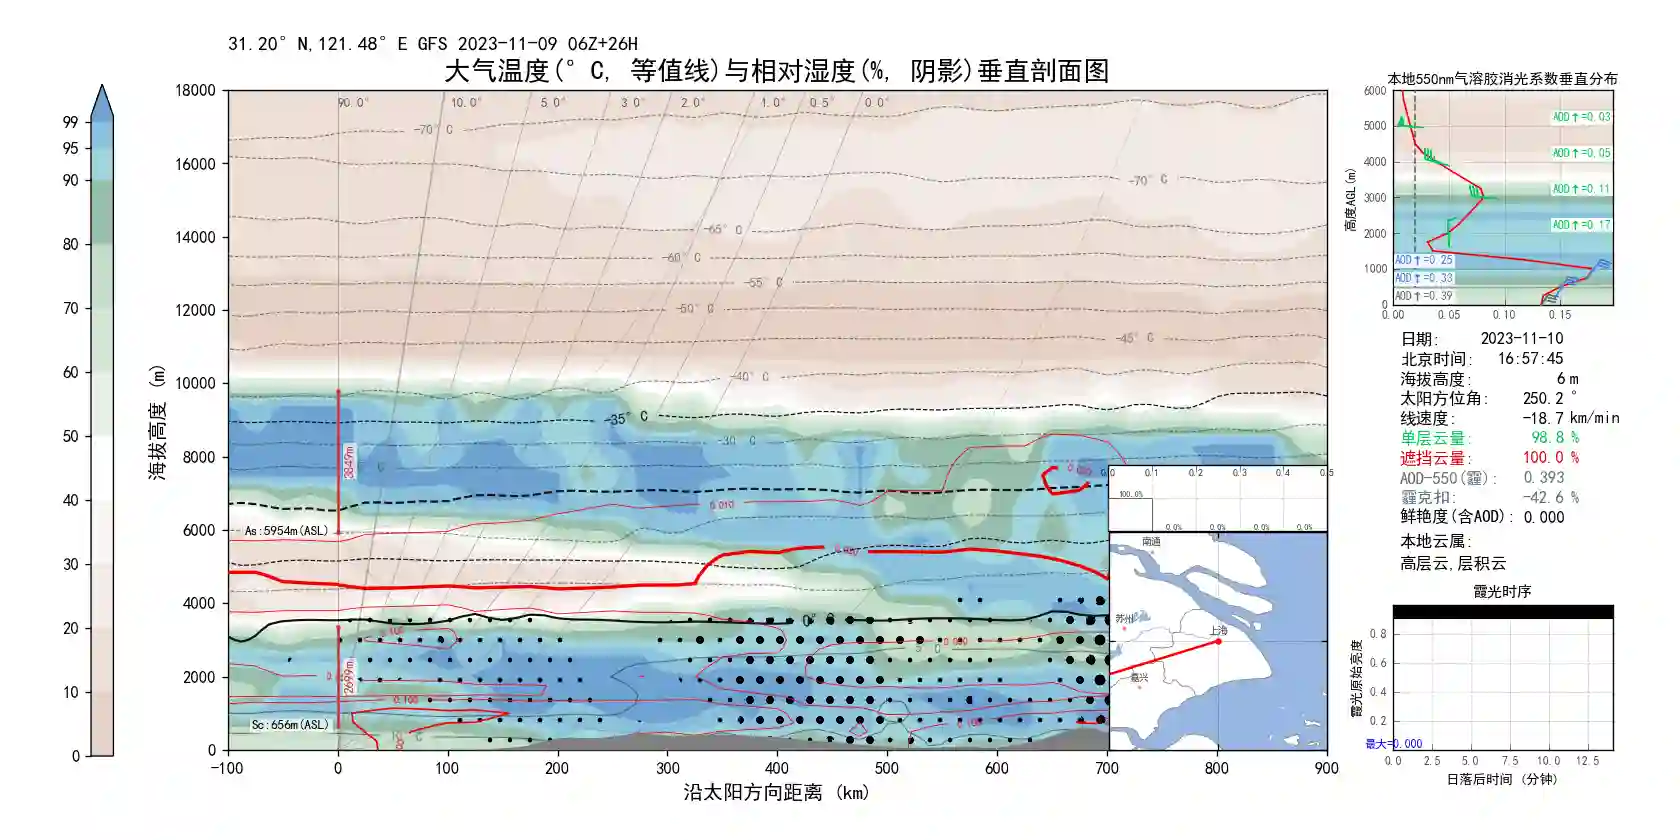 31.20° N,121.48° E GFS 2023-11-09 06Z+26H
大气温度(° C, 等值线)与相对湿度(%, 阴影)垂直剖面图
99
95
90
80
70
60
50
40
30
20
10
0
海拔高度 (m)
18000
16000
14000
12000
10000
8000
6000
4000
2000
0
90.0° 10.0° 5.0° 3.0° 2.0° 1.0° 0.5° 0.0°
-70° C
-70° C
-65° C
-60° C
-55° C
-50° C
-45° C
-40° C
-35° C
-30° C
3849m
0.010
As:5954m(ASL)
0° C
0.100
2699m
0.100
0.100
Sc:656m(ASL)
10° C
-100 0 100 200 300 400 500 600 700 800 900
沿太阳方向距离 (km)
0.0 0.1 0.2 0.3 0.4 0.5
100.0%
0.0% 0.0% 0.0% 0.0%
南通
苏州
上海
嘉兴
本地550nm气溶胶消光系数垂直分布
高度AGL(m)
6000
5000
4000
3000
2000
1000
0
AOD↑=0.03
AOD↑=0.05
AOD↑=0.11
AOD↑=0.17
AOD↑=0.25
AOD↑=0.33
AOD↑=0.39
0.00 0.05 0.10 0.15
日期: 2023-11-10
北京时间: 16:57:45
海拔高度: 6 m
太阳方位角: 250.2 °
线速度: -18.7 km/min
单层云量: 98.8 %
遮挡云量: 100.0 %
AOD-550(霾): 0.393
霾克扣: -42.6 %
鲜艳度(含AOD): 0.000
本地云属:
高层云,层积云
霞光时序
霞光原始亮度
0.8
0.6
0.4
0.2
最大=0.000
0.0 2.5 5.0 7.5 10.0 12.5
日落后时间 (分钟)